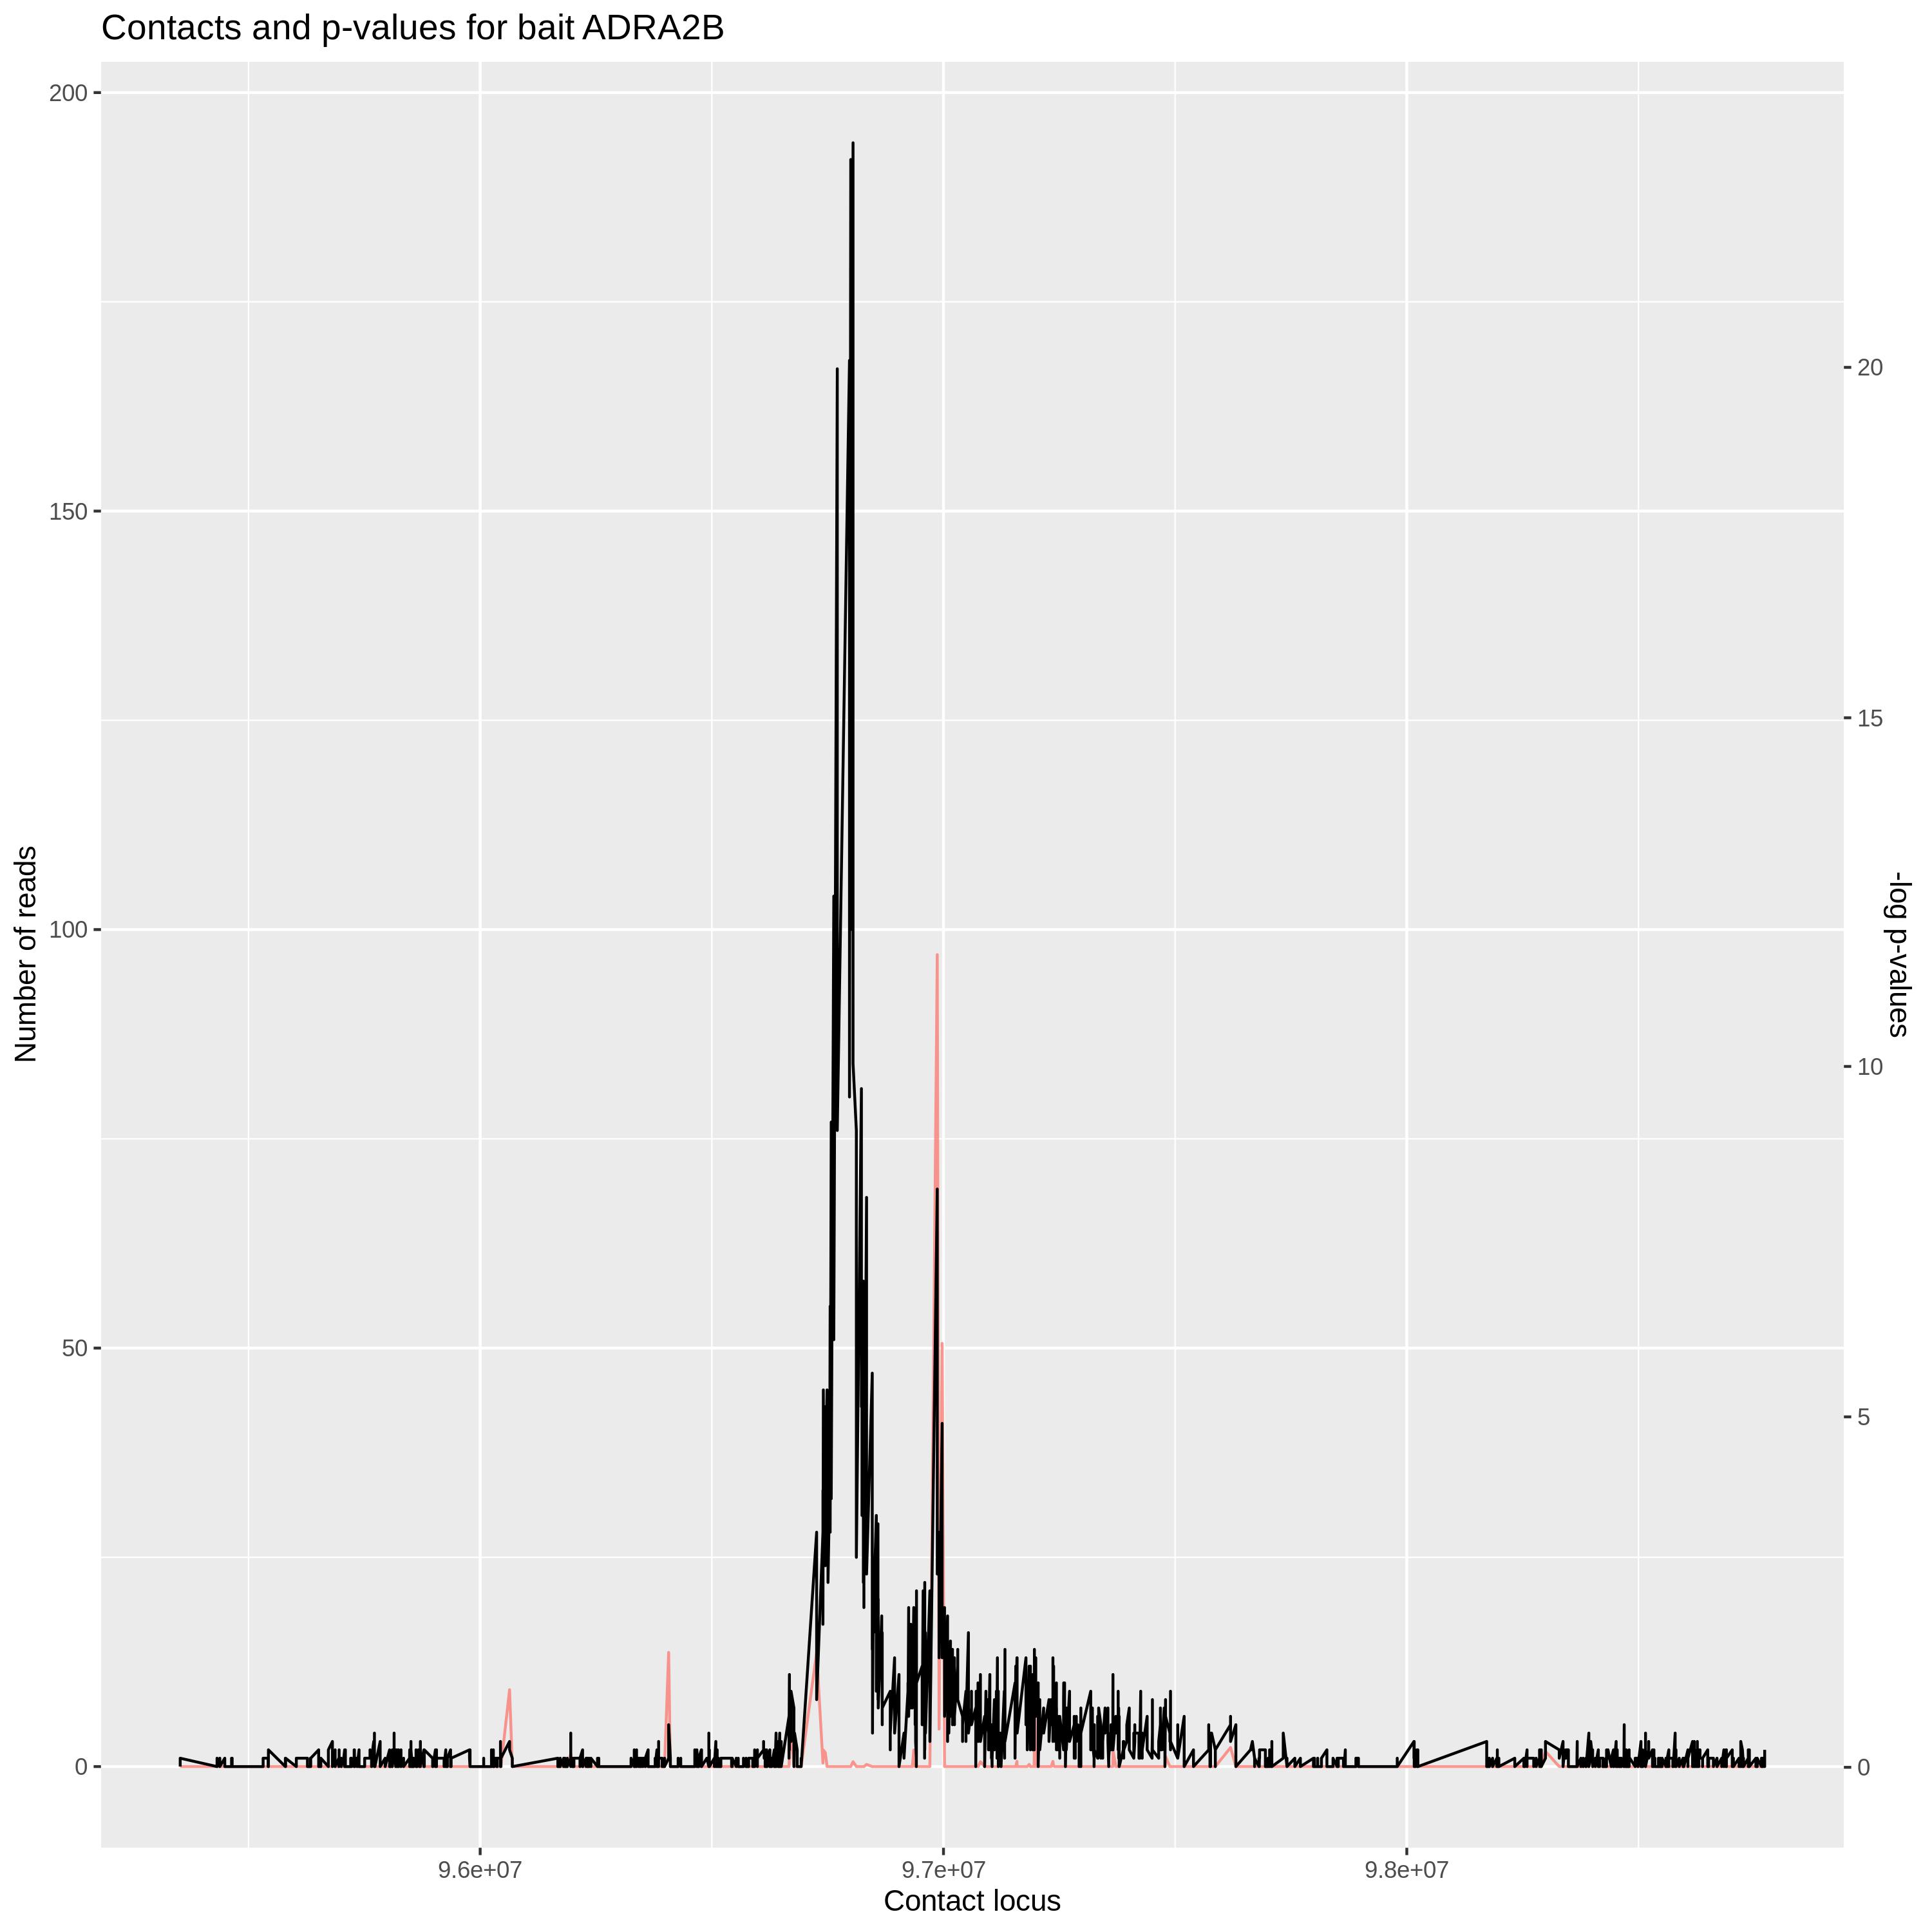 Contacts and p-values for bait ADRA2B
200
150
100
50
0
Number of reads
20
15
10
5
0
-log p-values
9.6e+07
9.7e+07
9.8e+07
Contact locus